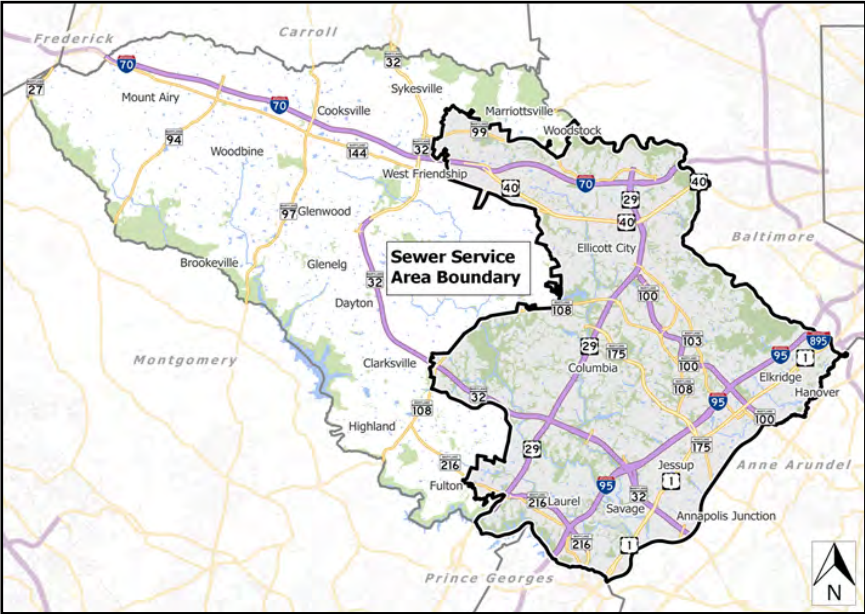 Frederick
Carroll
MARYLAND
32
70
27
Mount Airy
Sykesville
70
Cooksville
Marriottsville
99
Woodstock
94
Woodbine
144
32
West Friendship
40
70
40
29
97
Glenwood
40
Baltimore
Ellicott City
Brookeville
Glenelg
Sewer Service
Area Boundary
32
Dayton
100
108
103
895
Montgomery
29
175
95
1
Clarksville
Columbia
100
Elkridge
108
Hanover
32
95
108
100
Highland
175
29
216
Jessup
Anne Arundel
Fulton
95
1
32
216
Laurel
Savage
Annapolis Junction
216
1
Prince Georges
N